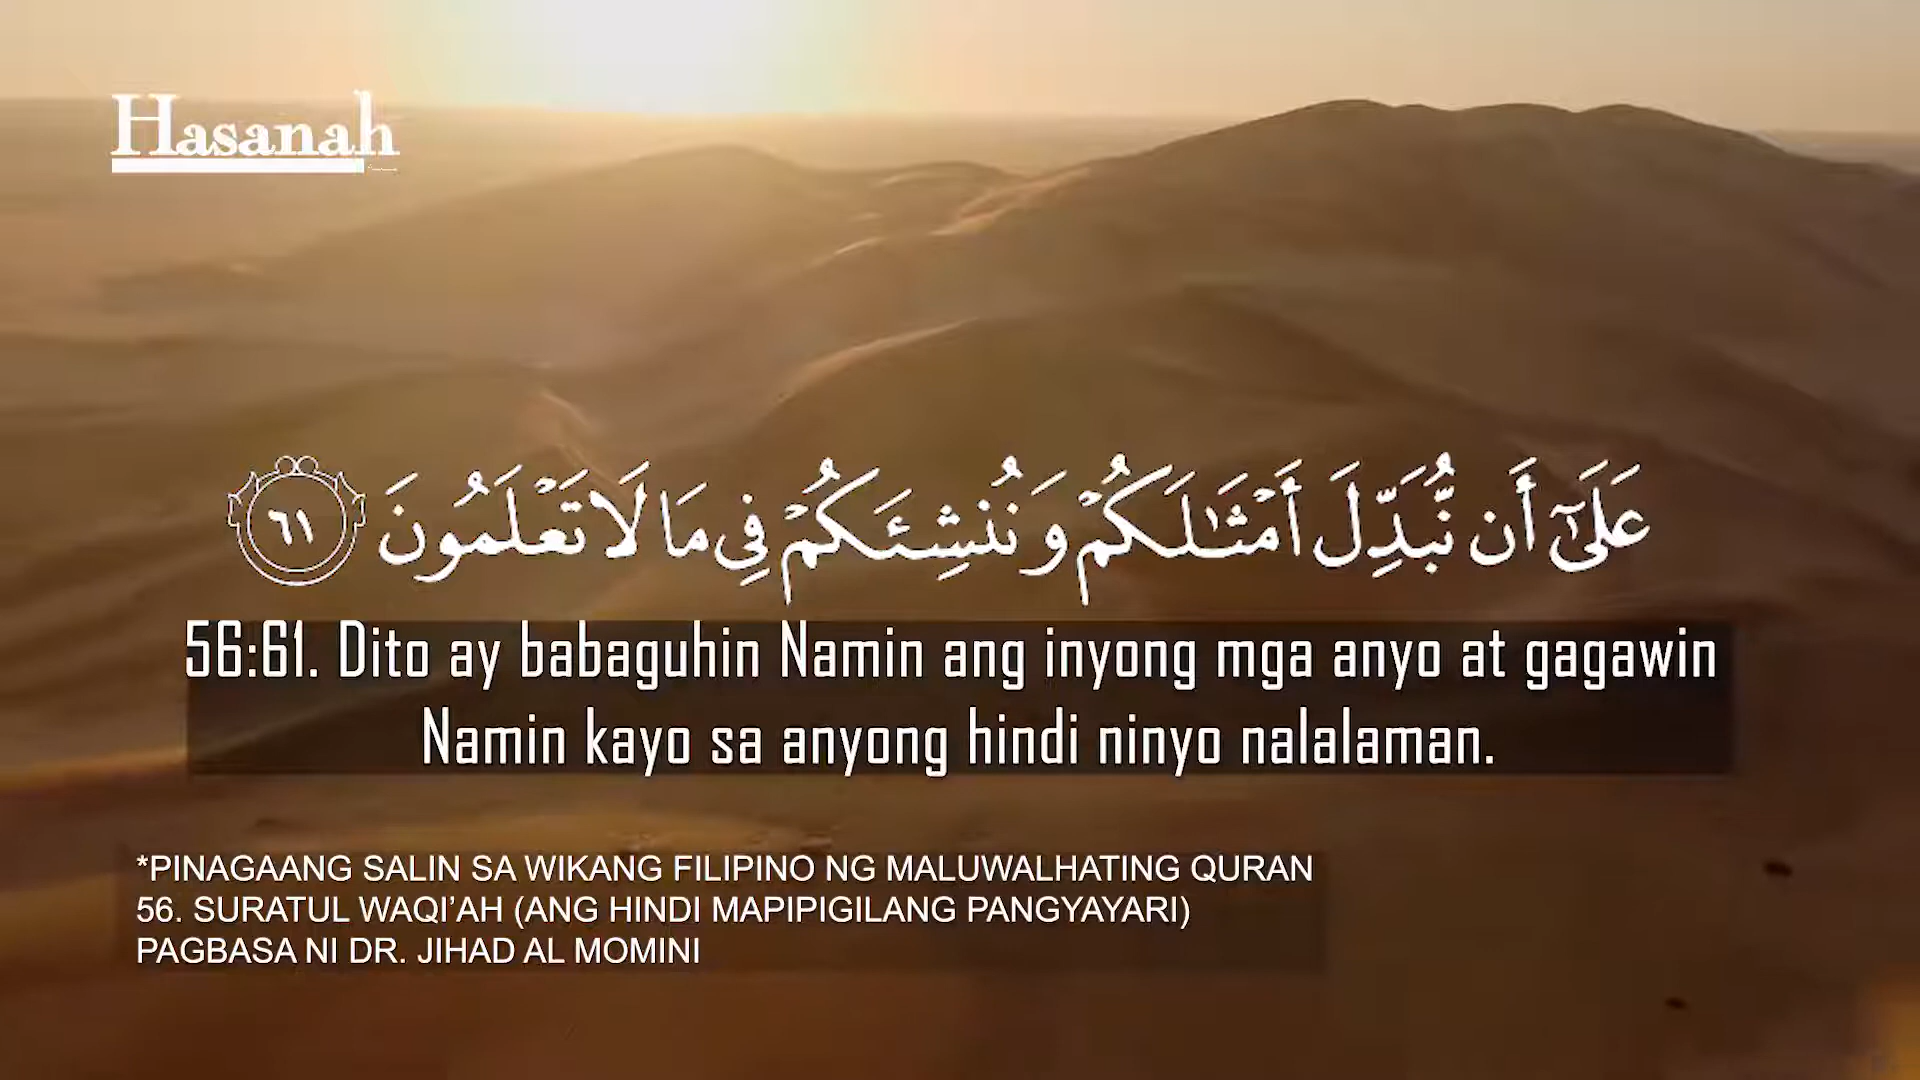 Hasanah
عَلَىٰٓ أَن نُّبَدِّلَ أَمْثَـٰلَكُمْ وَنُنشِئَكُمْ فِى مَا لَا تَعْلَمُونَ ٦١
56:61. Dito ay babaguhin Namin ang inyong mga anyo at gagawin
Namin kayo sa anyong hindi ninyo nalalaman.
*PINAGAANG SALIN SA WIKANG FILIPINO NG MALUWALHATING QURAN
56. SURATUL WAQI’AH (ANG HINDI MAPIPIGILANG PANGYAYARI)
PAGBASA NI DR. JIHAD AL MOMINI